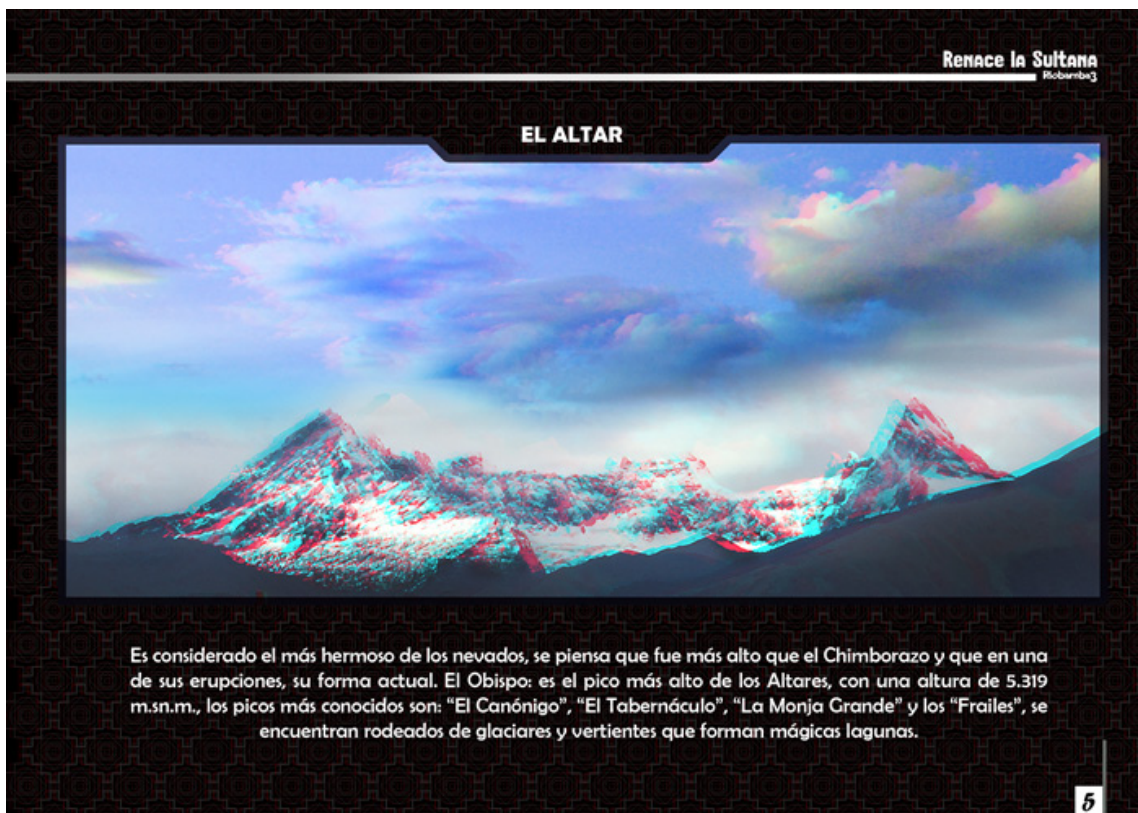 Renace la Sultana
Riobamba3
EL ALTAR
Es considerado el más hermoso de los nevados, se piensa que fue más alto que el Chimborazo y que en una
de sus erupciones, su forma actual. El Obispo: es el pico más alto de los Altares, con una altura de 5.319
m.sn.m., los picos más conocidos son: “El Canónigo”, “El Tabernáculo”, “La Monja Grande” y los “Frailes”, se
encuentran rodeados de glaciares y vertientes que forman mágicas lagunas.
5